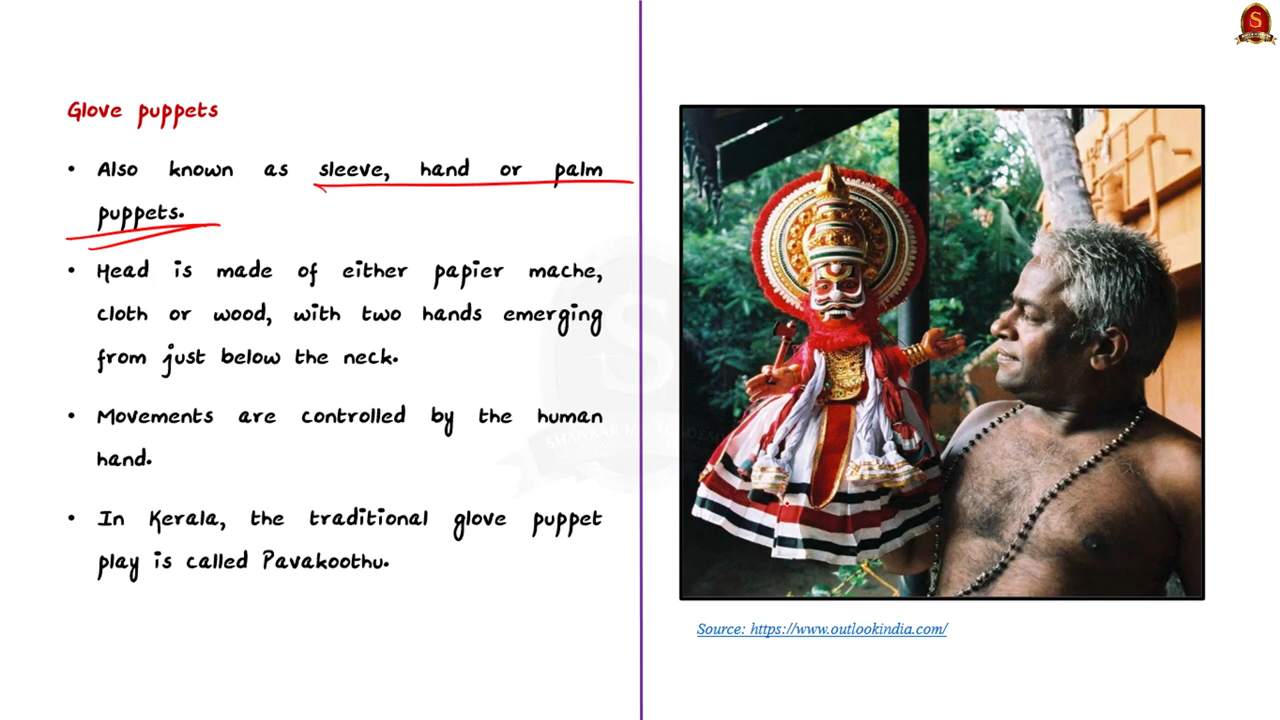 Glove puppets
• Also known as sleeve, hand or palm
puppets.
• Head is made of either papier mache,
cloth or wood, with two hands emerging
from just below the neck.
• Movements are controlled by the human
hand.
• In Kerala, the traditional glove puppet
play is called Pavakoothu.
S
Source: https://www.outlookindia.com/